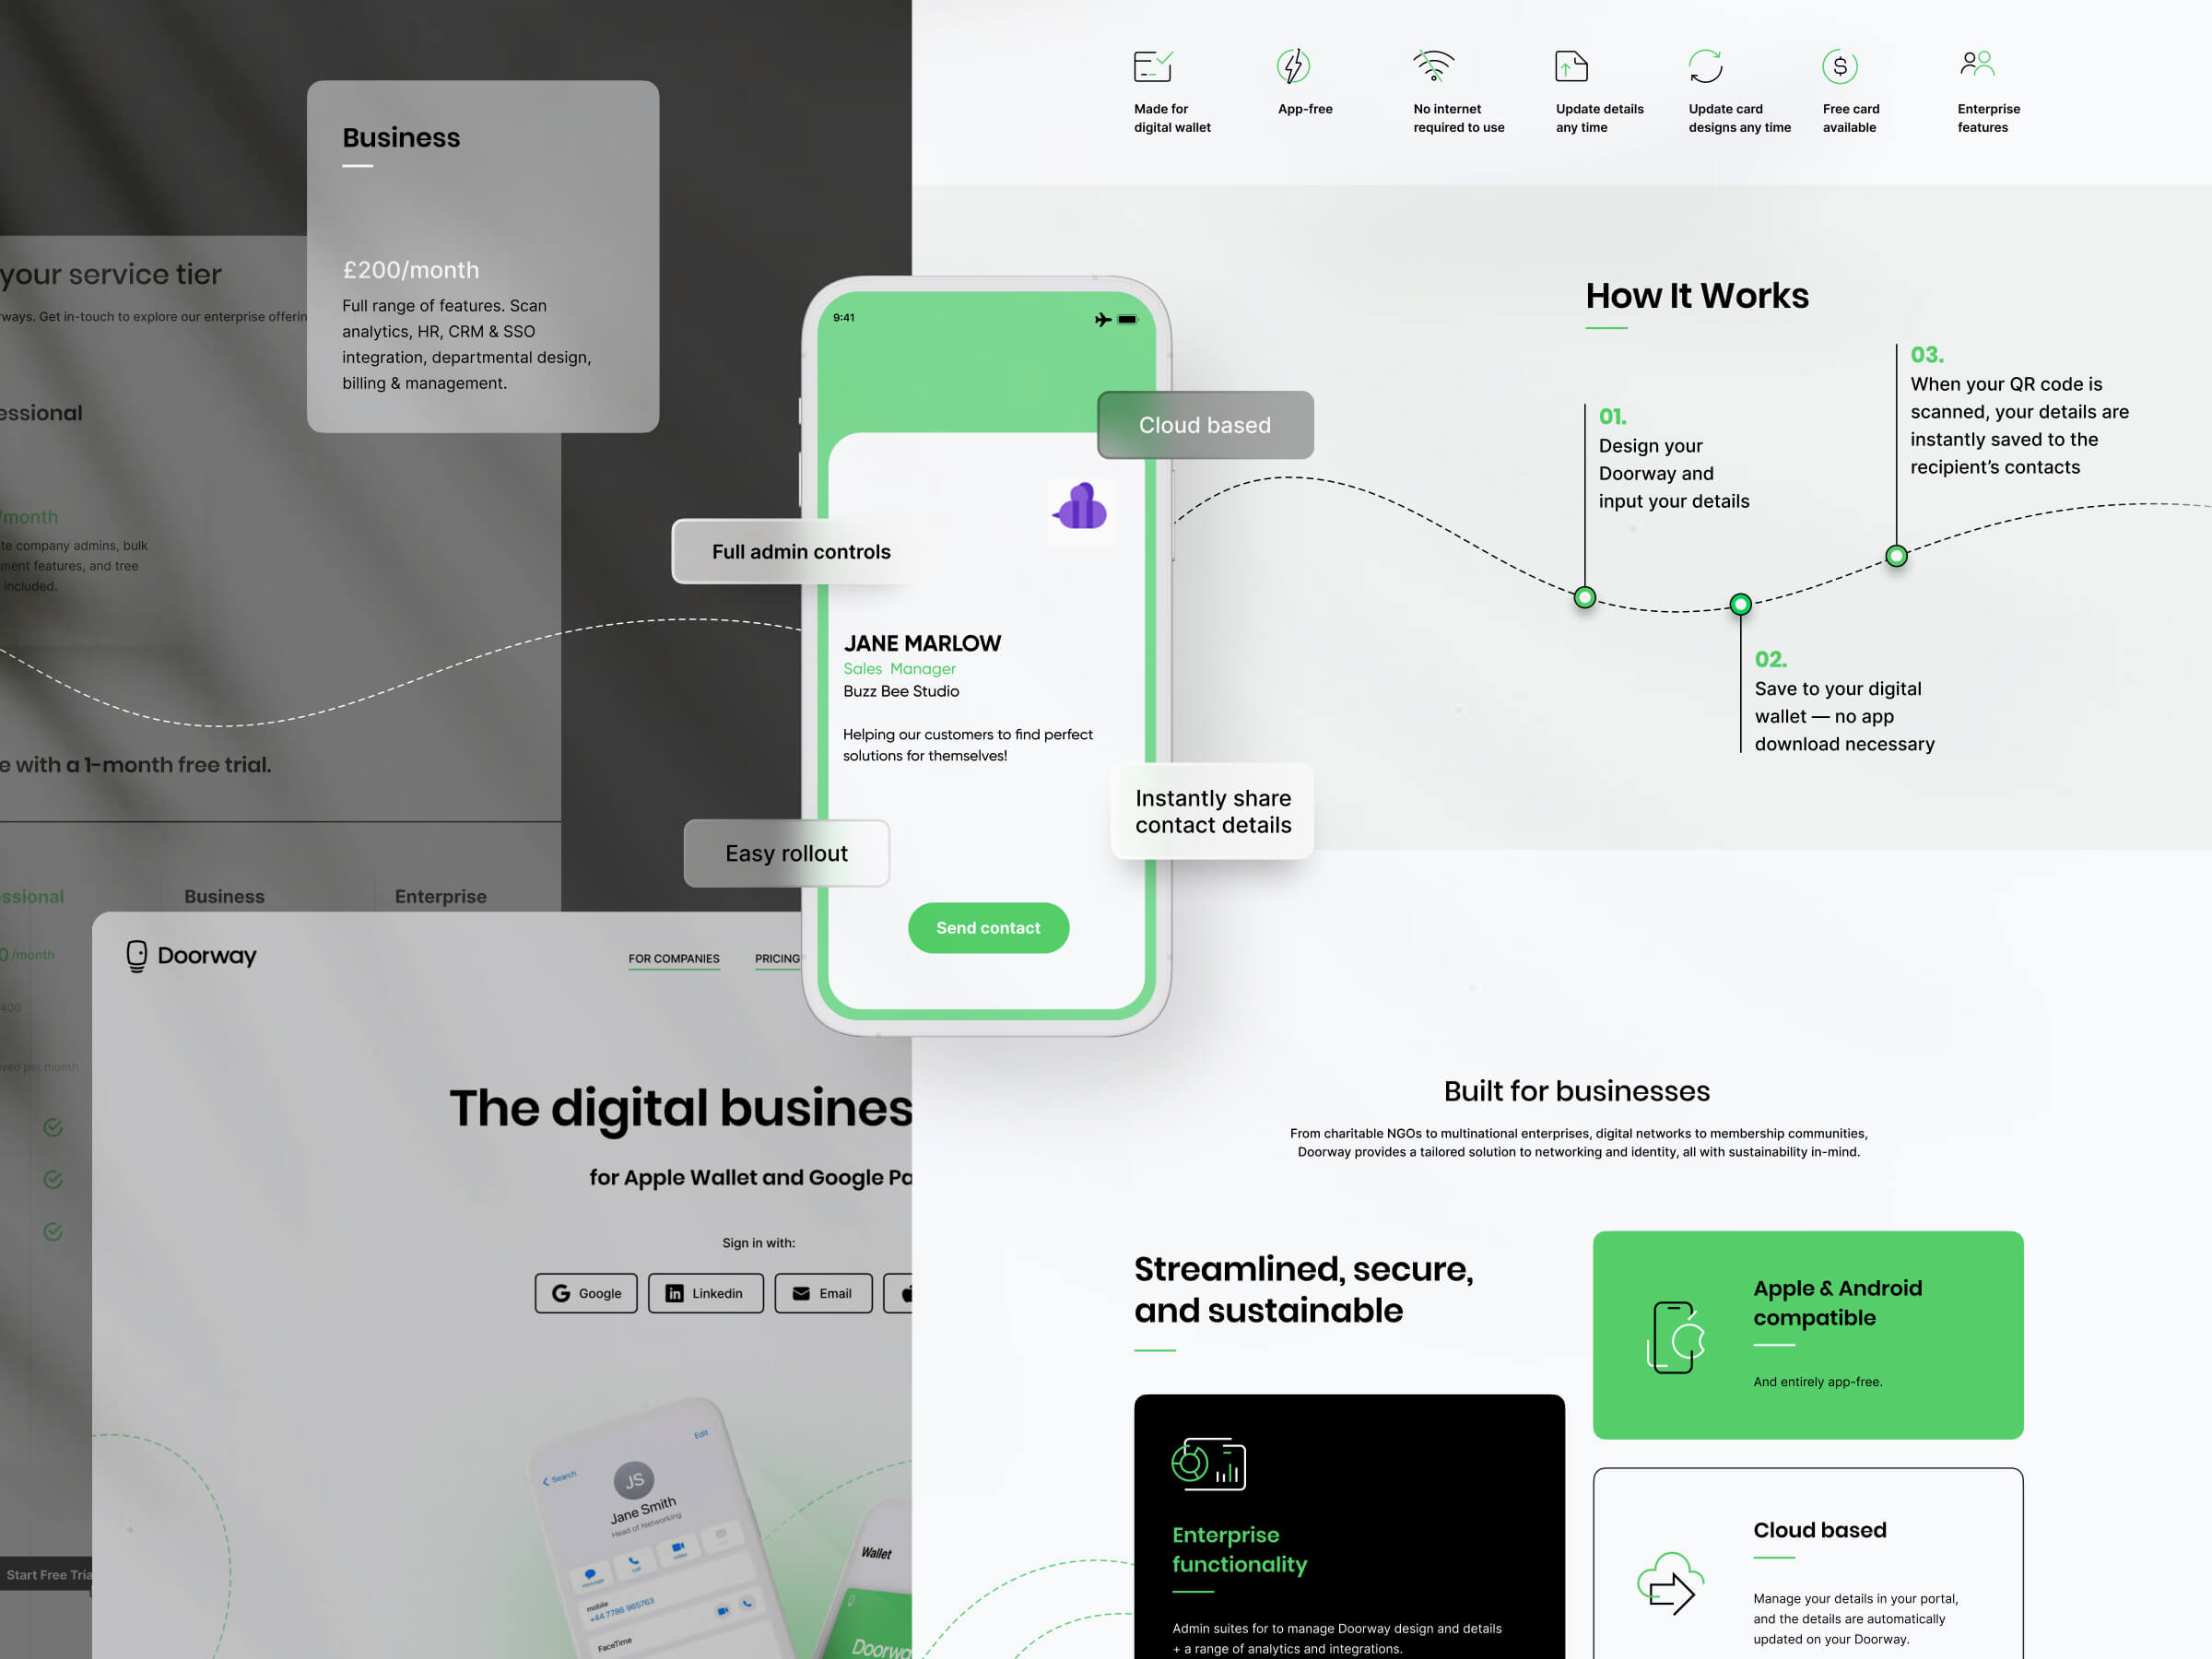 Business
£200/month
Full range of features. Scan
analytics, HR, CRM & SSO
integration, departmental design,
billing & management.
your service tier
ways. Get in-touch to explore our enterprise offerin
essional
/month
te company admins, bulk
ment features, and tree
included.
e with a 1-month free trial.
ssional
Business
Enterprise
0/month
400
ved per month
Start Free Tria
Made for
digital wallet
App-free
No internet
required to use
Update details
any time
Update card
designs any time
Free card
available
Enterprise
features
How It Works
01.
Design your
Doorway and
input your details
02.
Save to your digital
wallet — no app
download necessary
03.
When your QR code is
scanned, your details are
instantly saved to the
recipient's contacts
9:41
Cloud based
Full admin controls
JANE MARLOW
Sales Manager
Buzz Bee Studio
Helping our customers to find perfect
solutions for themselves!
Instantly share
contact details
Easy rollout
Send contact
Doorway
FOR COMPANIES
PRICING
The digital busines
for Apple Wallet and Google Pa
Sign in with:
Google
Linkedin
Email
Edit
Search
JS
Jane Smith
Head of Networking
message
call
video
mobile
+44 7786 965763
FaceTime
Wallet
Doorwa
Built for businesses
From charitable NGOs to multinational enterprises, digital networks to membership communities,
Doorway provides a tailored solution to networking and identity, all with sustainability in-mind.
Streamlined, secure,
and sustainable
Apple & Android
compatible
And entirely app-free.
Enterprise
functionality
Admin suites for to manage Doorway design and details
+ a range of analytics and integrations.
Cloud based
Manage your details in your portal,
and the details are automatically
updated on your Doorway.